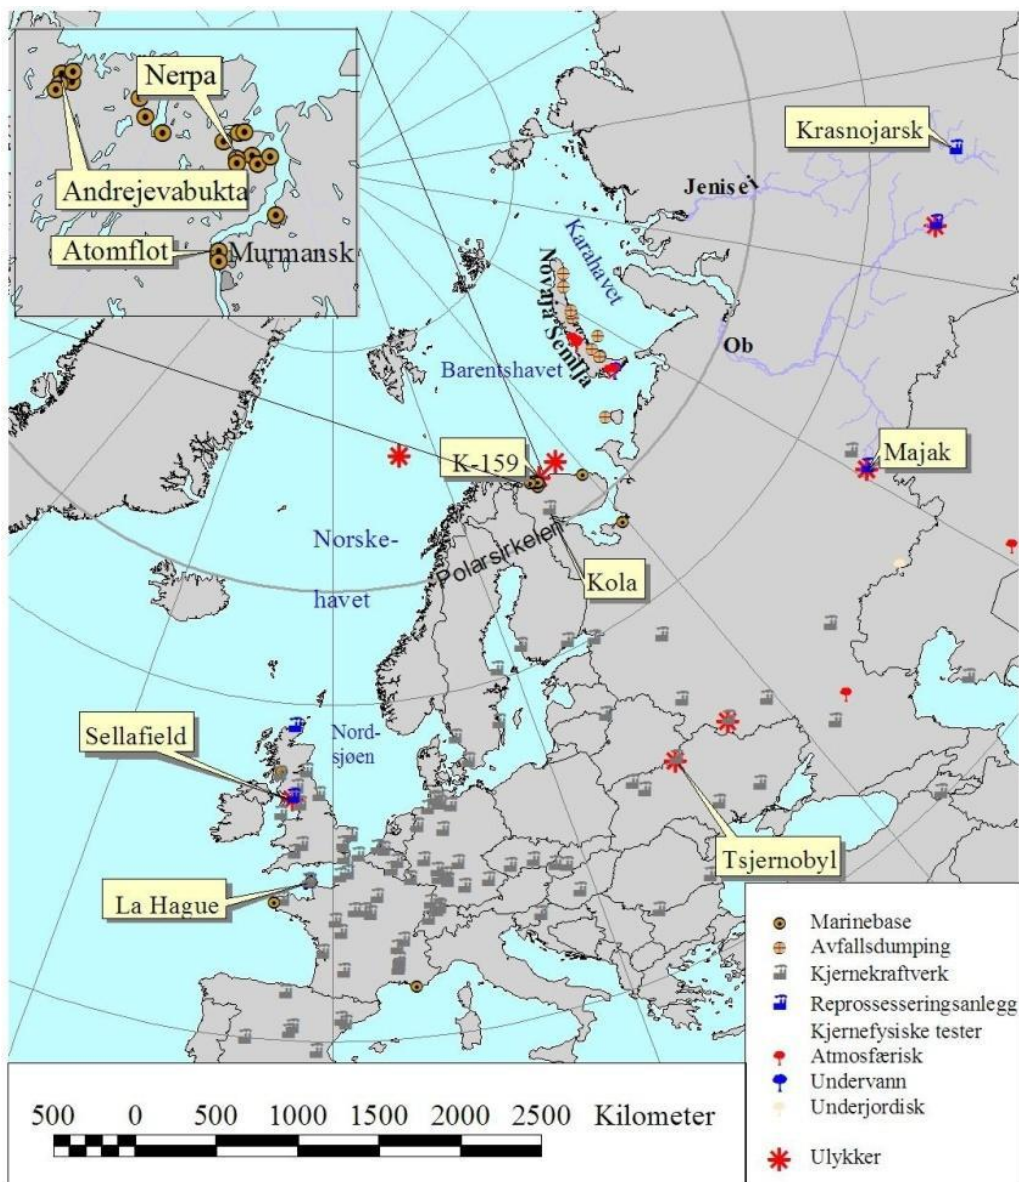 Nerpa
Andrejevabukta
Atomflot
Murmansk
Krasnojarsk
Jenisei
Karahavet
Novaja Semlja
Ob
Barentshavet
K-159
Majak
Norske-
havet
Polarsirkelen
Kola
Sellafield
Nord-
sjøen
La Hague
Tsjernobyl
Marinebase
Avfallsdumping
Kjernekraftverk
Reprossesseringsanlegg
Kjernefysiske tester
Atmosfærisk
Undervann
Underjordisk
Ulykker
500 0 500 1000 1500 2000 2500 Kilometer